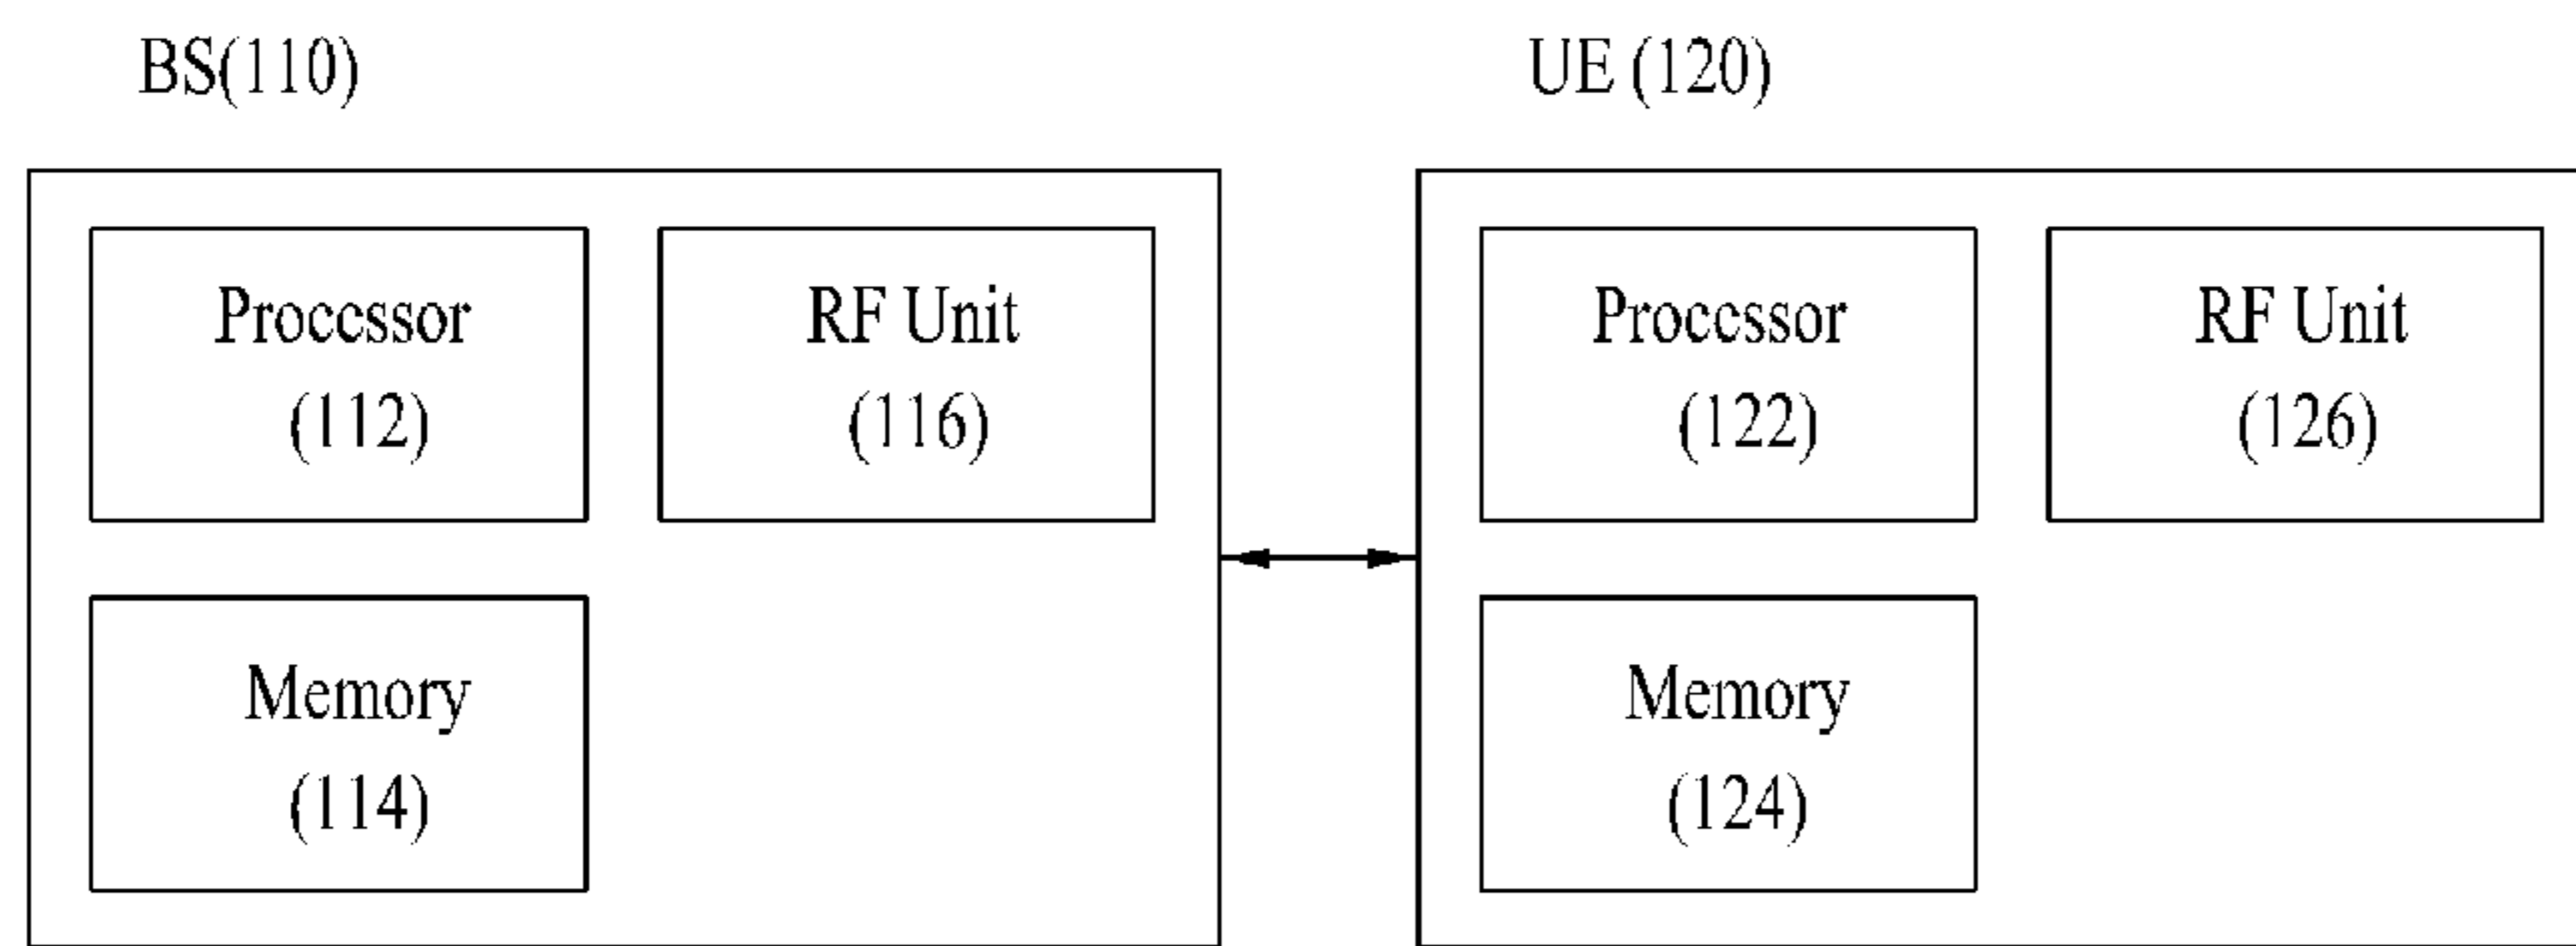 BS(110)
UE (120)
Processor
(112)
RF Unit
(116)
Memory
(114)
Processor
(122)
RF Unit
(126)
Memory
(124)